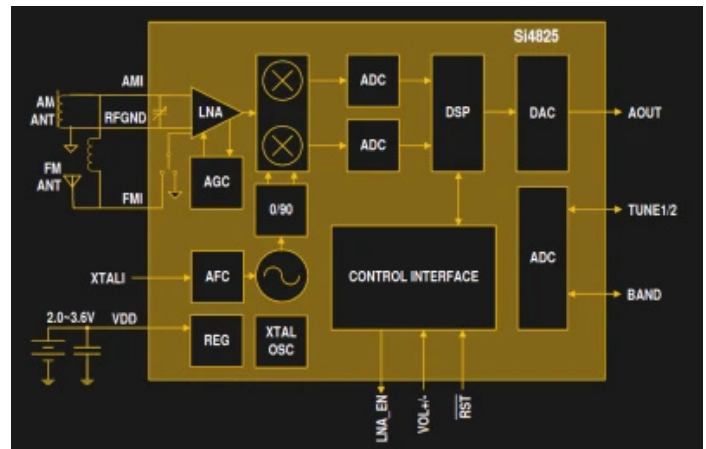 Si4825
AMI
AM
ANT
RFGND
LNA
ADC
DSP
DAC
AOUT
ADC
FM
ANT
FMI
AGC
0/90
TUNE1/2
ADC
BAND
XTALI
AFC
CONTROL INTERFACE
2.0~3.6V VDD
REG
XTAL
OSC
LNA_EN
VOL+/-
RST